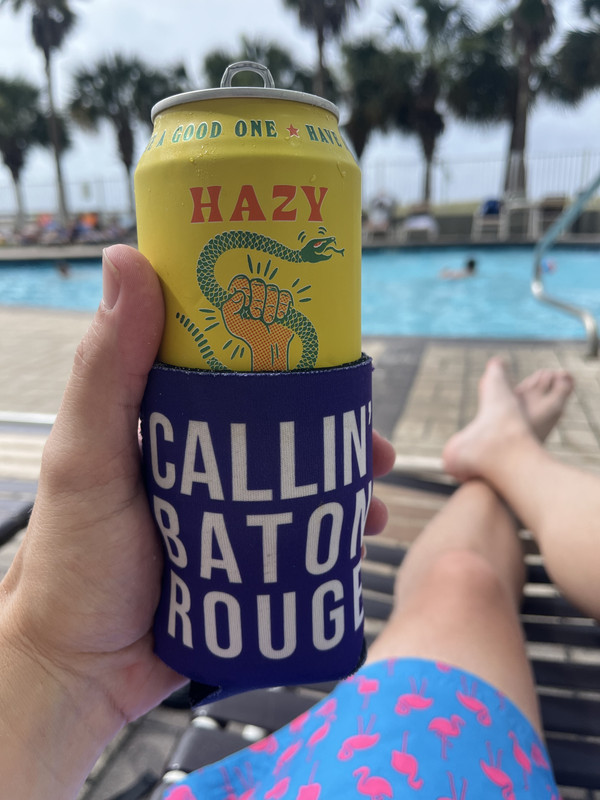 A GOOD ONE ★ HAVE
HAZY
CALLIN'
BATON
ROUGE